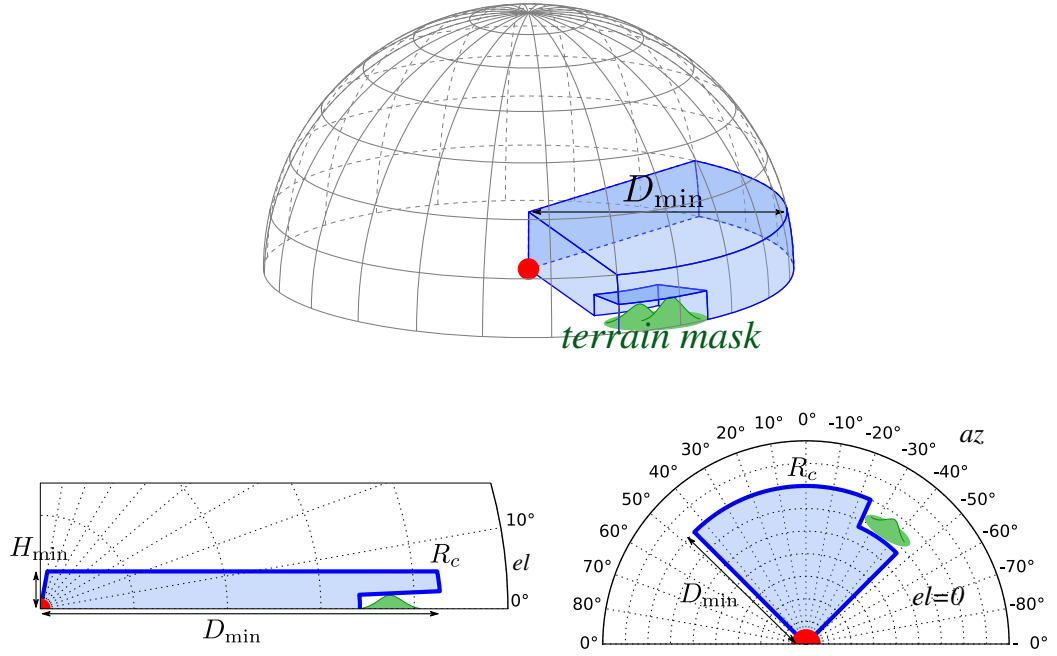 D_min
terrain mask
H_min
10°
R_c
el
0°
D_min
0°
10° -10°
20° -20°
30° -30°
40° -40°
50° -50°
60° -60°
70° -70°
80° -80°
0° - 0°
az
R_c
D_min
el=0